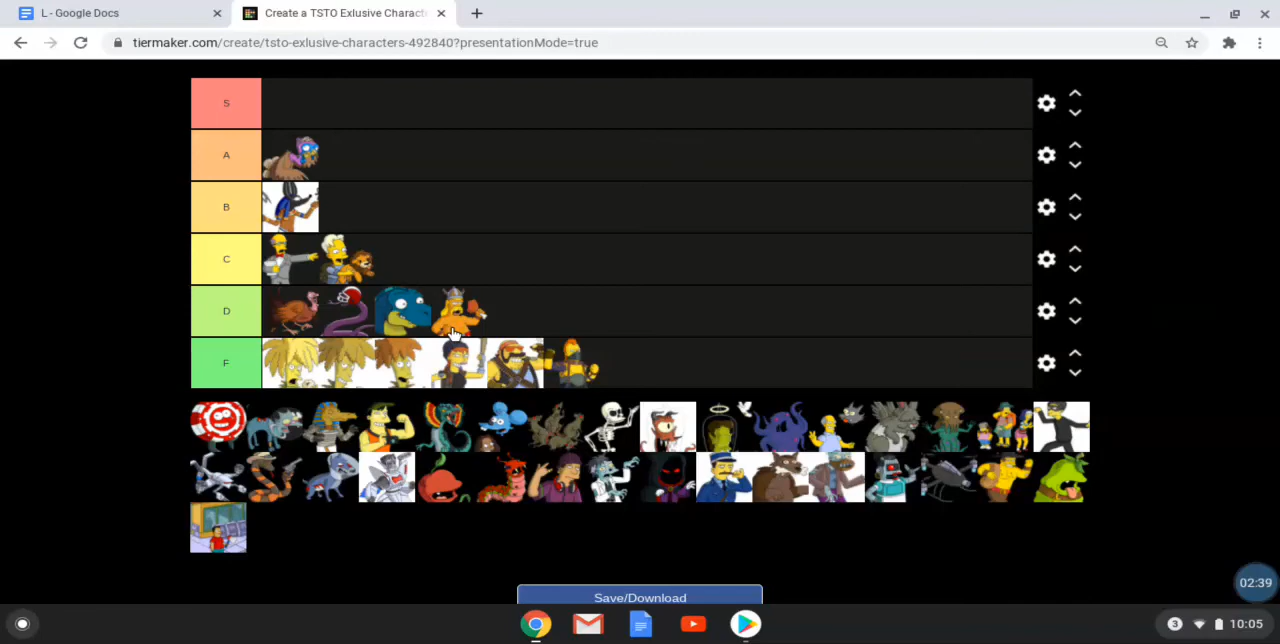 L - Google Docs
Create a TSTO Exlusive Charact
tiermaker.com/create/tsto-exlusive-characters-492840?presentationMode=true
S
A
B
C
D
F
02:39
Save/Download
3 10:05